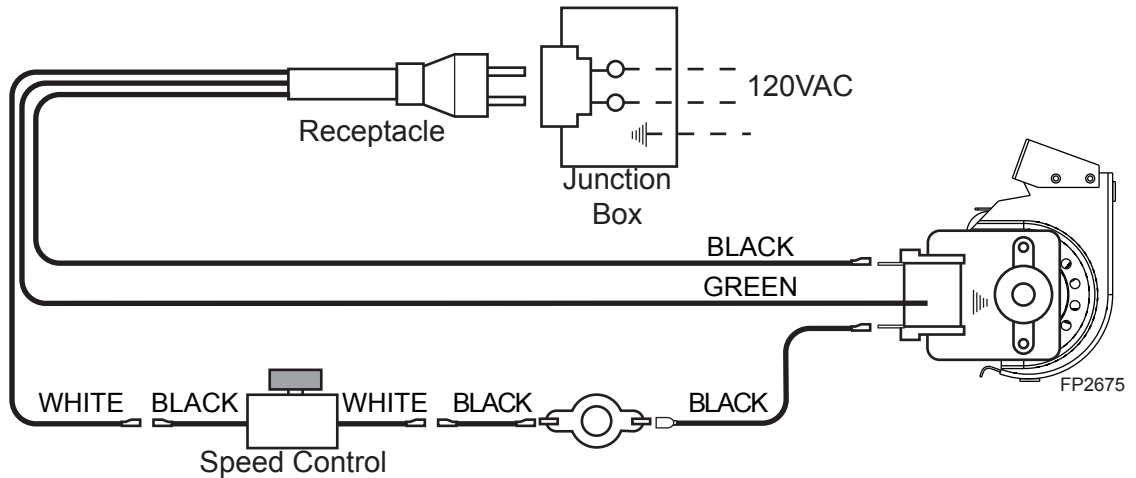 120VAC
Receptacle
Junction
Box
BLACK
GREEN
FP2675
WHITE BLACK WHITE BLACK BLACK
Speed Control